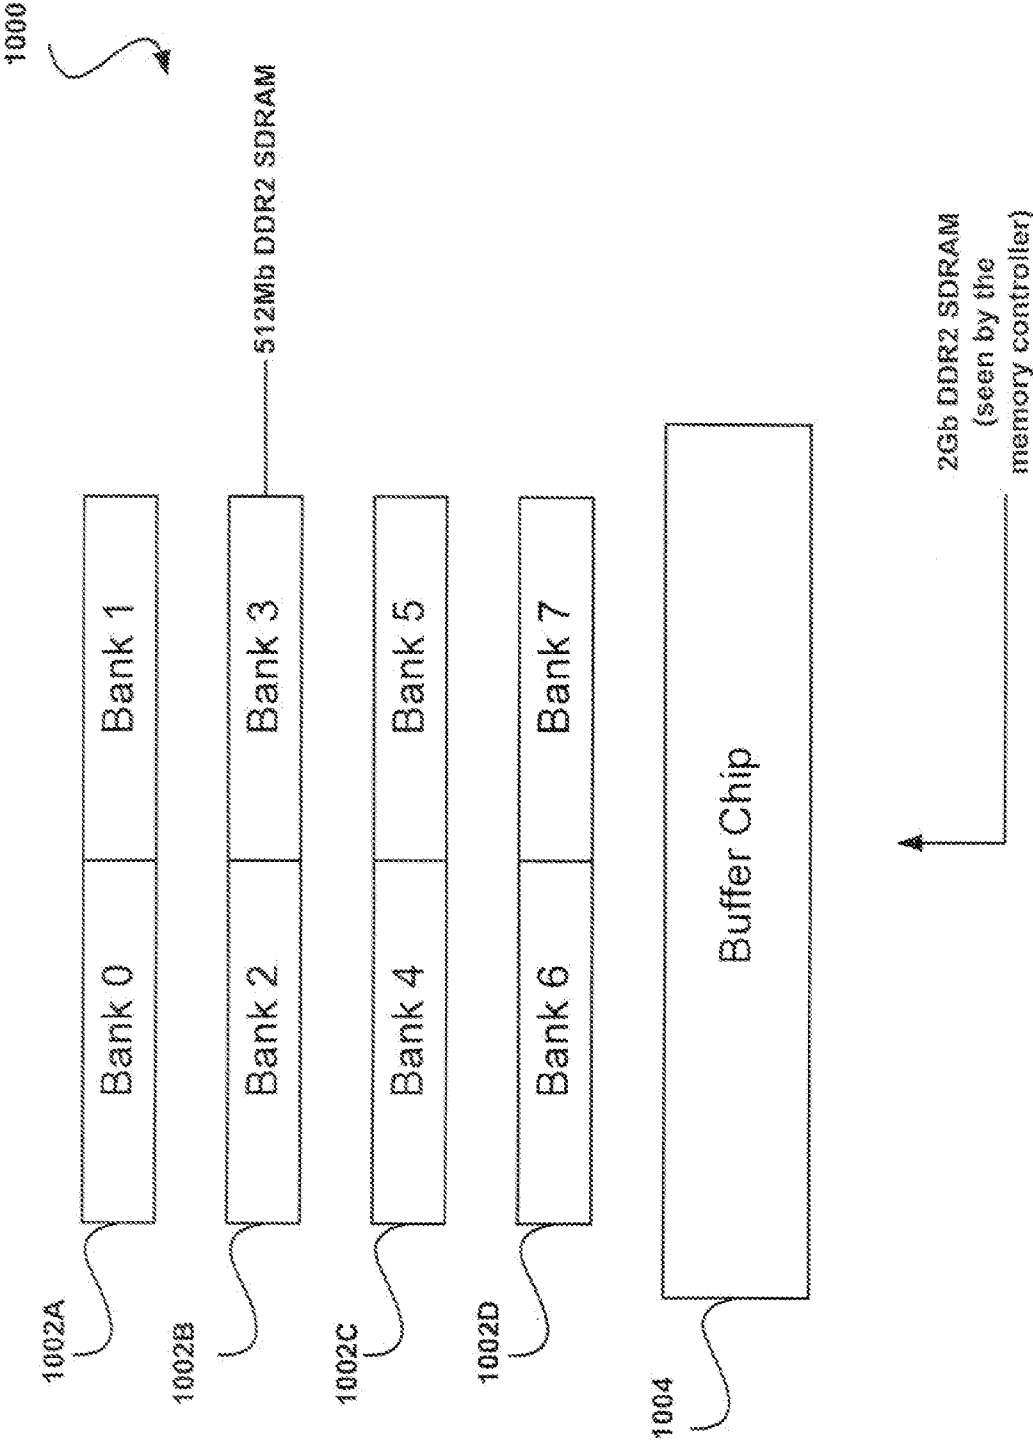 1000
1002A
Bank 0
Bank 1
1002B
Bank 2
Bank 3
512Mb DDR2 SDRAM
1002C
Bank 4
Bank 5
1002D
Bank 6
Bank 7
1004
Buffer Chip
2Gb DDR2 SDRAM
(seen by the
memory controller)